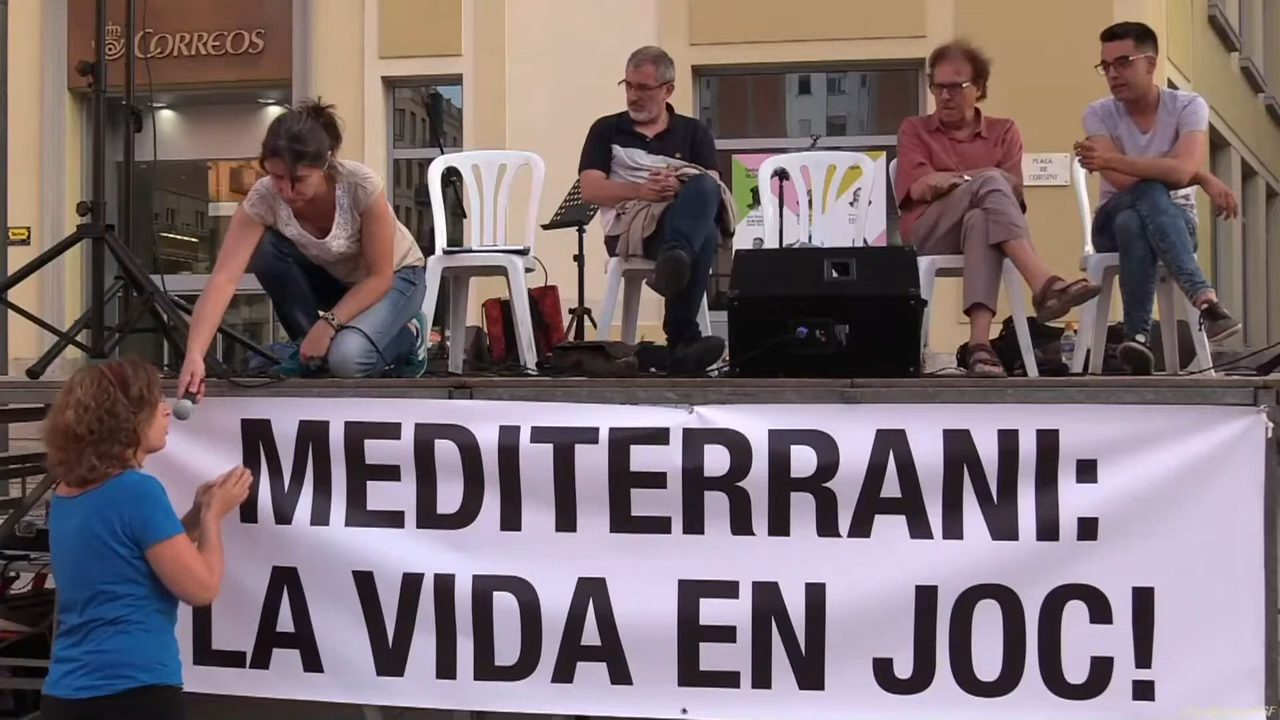 CORREOS
PLAÇA
DE
CORSINI
MEDITERRANI:
LA VIDA EN JOC!